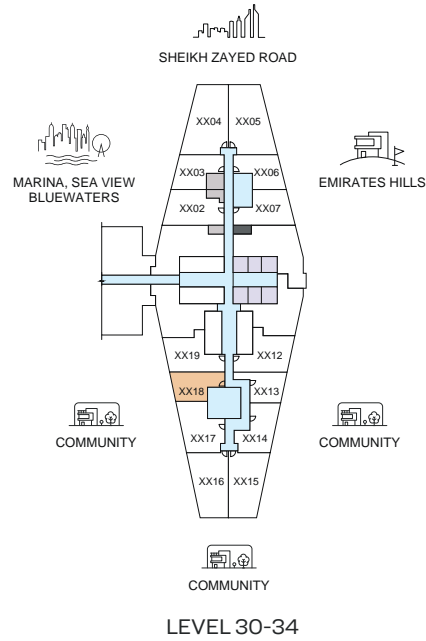 SHEIKH ZAYED ROAD
XX04 XX05
MARINA, SEA VIEW
BLUEWATERS
EMIRATES HILLS
XX03 XX06
XX02 XX07
XX19 XX12
XX18 XX13
COMMUNITY
COMMUNITY
XX17 XX14
XX16 XX15
COMMUNITY
LEVEL 30-34